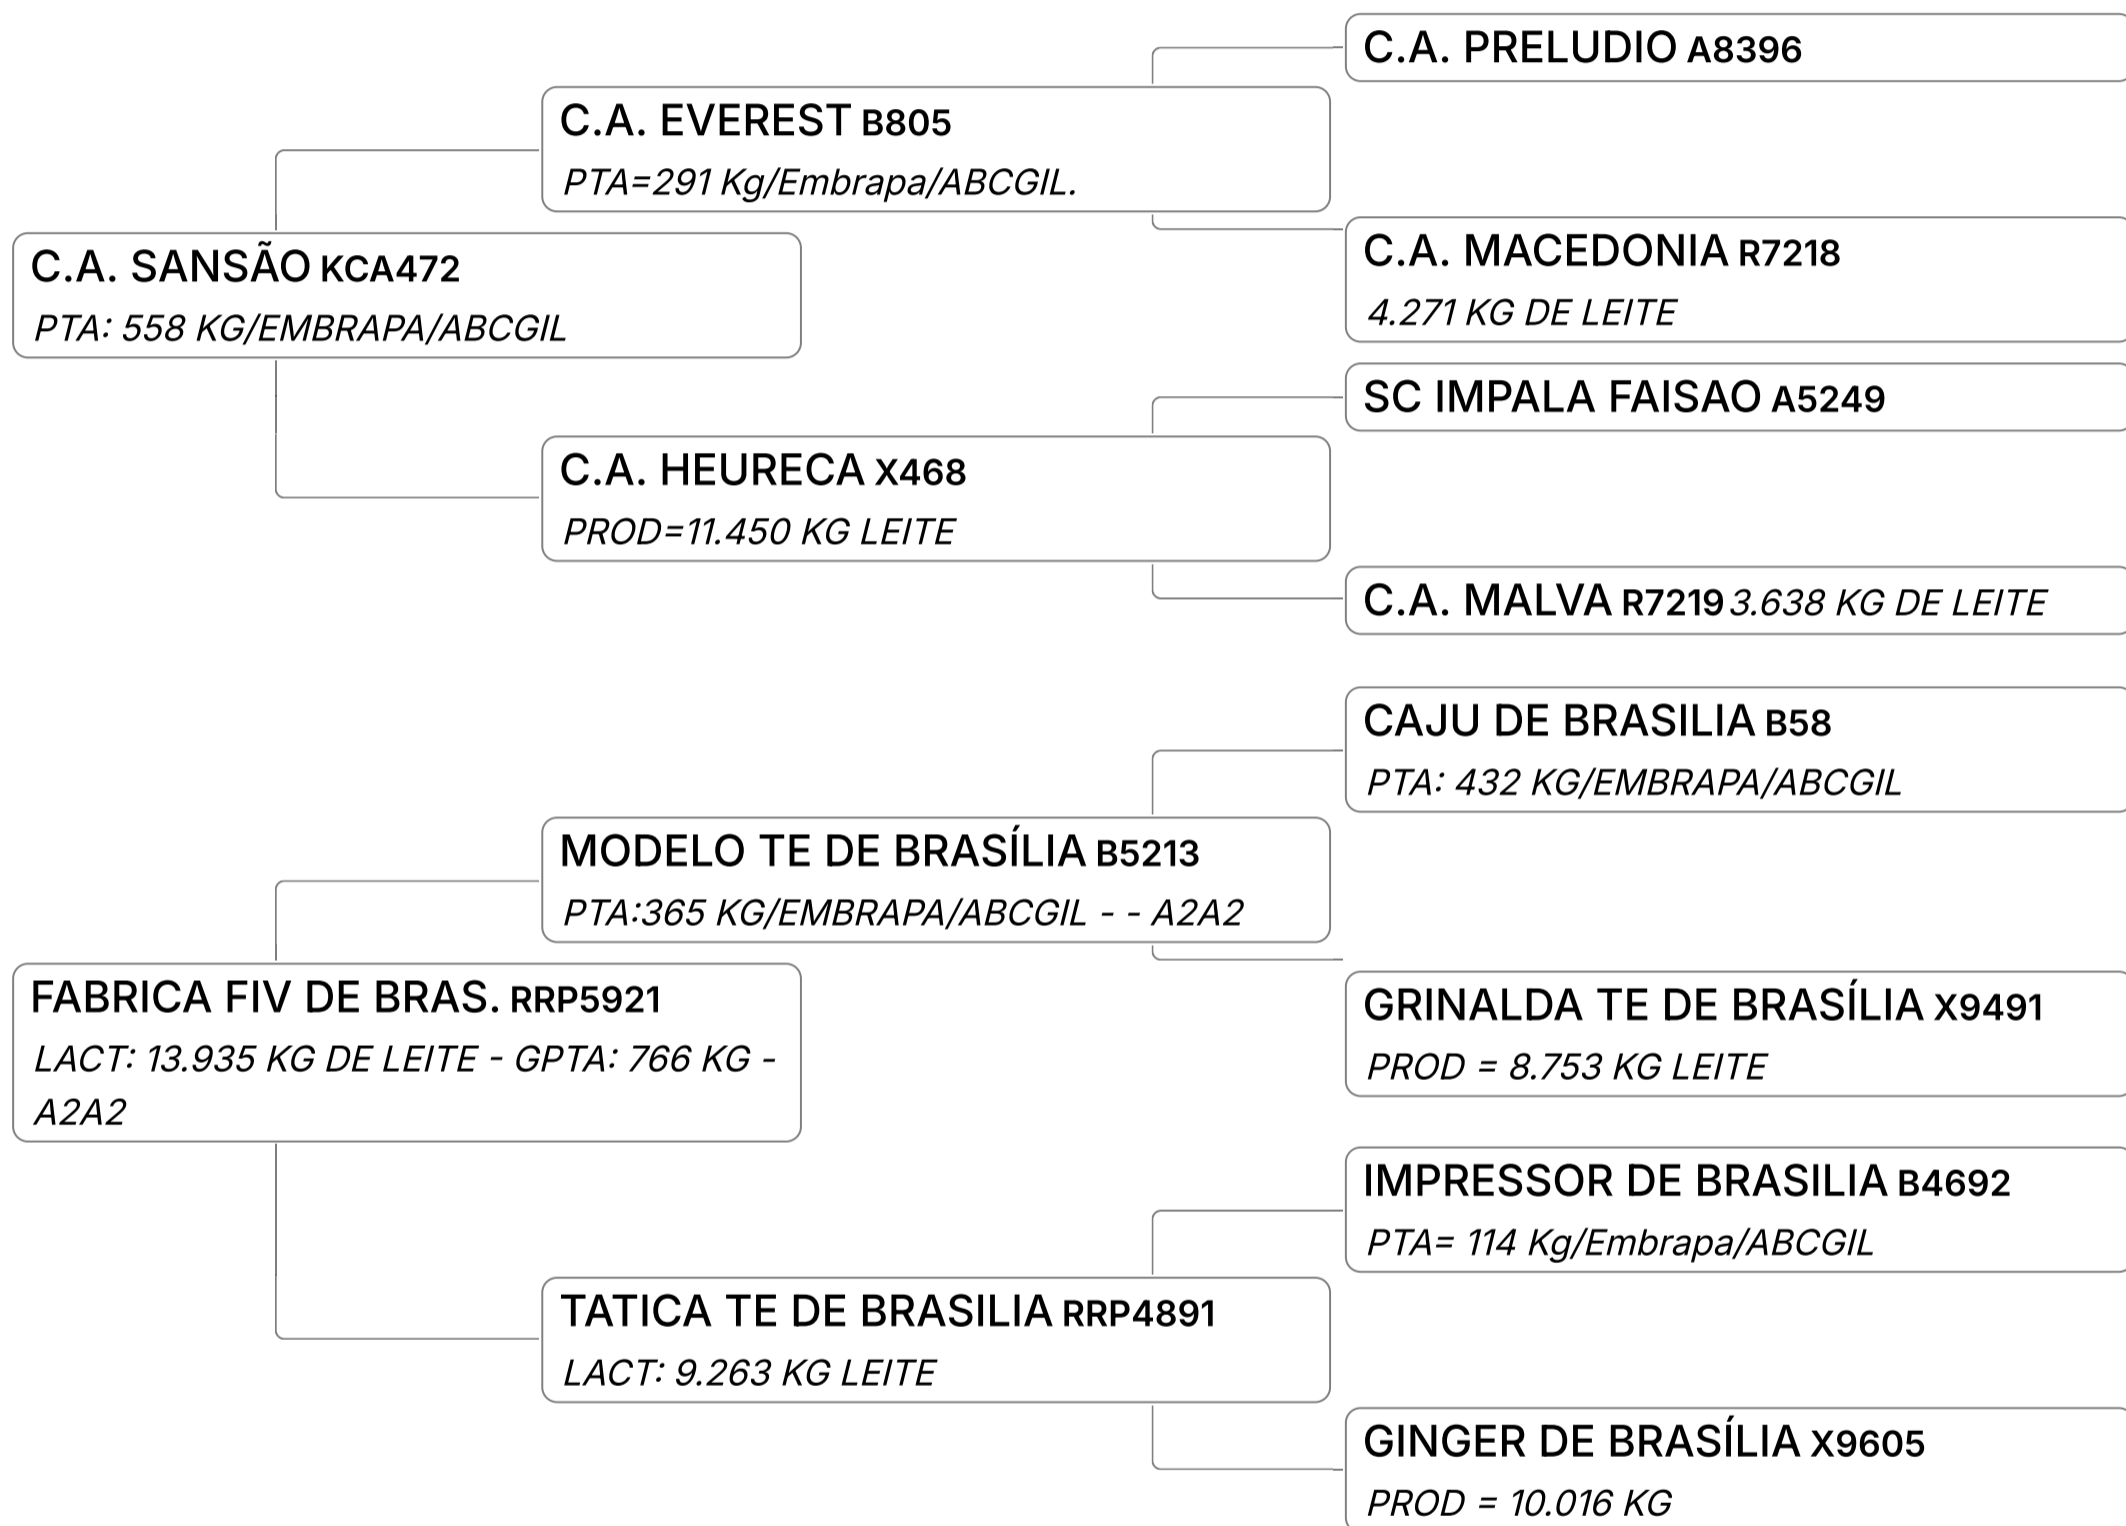 C.A. PRELUDIO A8396
C.A. EVEREST B805
PTA=291 Kg/Embrapa/ABCGIL.
C.A. MACEDONIA R7218
4.271 KG DE LEITE
C.A. SANSÃO KCA472
PTA: 558 KG/EMBRAPA/ABCGIL
SC IMPALA FAISAO A5249
C.A. HEURECA X468
PROD=11.450 KG LEITE
C.A. MALVA R7219 3.638 KG DE LEITE
CAJU DE BRASILIA B58
PTA: 432 KG/EMBRAPA/ABCGIL
MODELO TE DE BRASÍLIA B5213
PTA:365 KG/EMBRAPA/ABCGIL - - A2A2
GRINALDA TE DE BRASÍLIA X9491
PROD = 8.753 KG LEITE
FABRICA FIV DE BRAS. RRP5921
LACT: 13.935 KG DE LEITE - GPTA: 766 KG -
A2A2
IMPRESSOR DE BRASILIA B4692
PTA= 114 Kg/Embrapa/ABCGIL
TATICA TE DE BRASILIA RRP4891
LACT: 9.263 KG LEITE
GINGER DE BRASÍLIA X9605
PROD = 10.016 KG